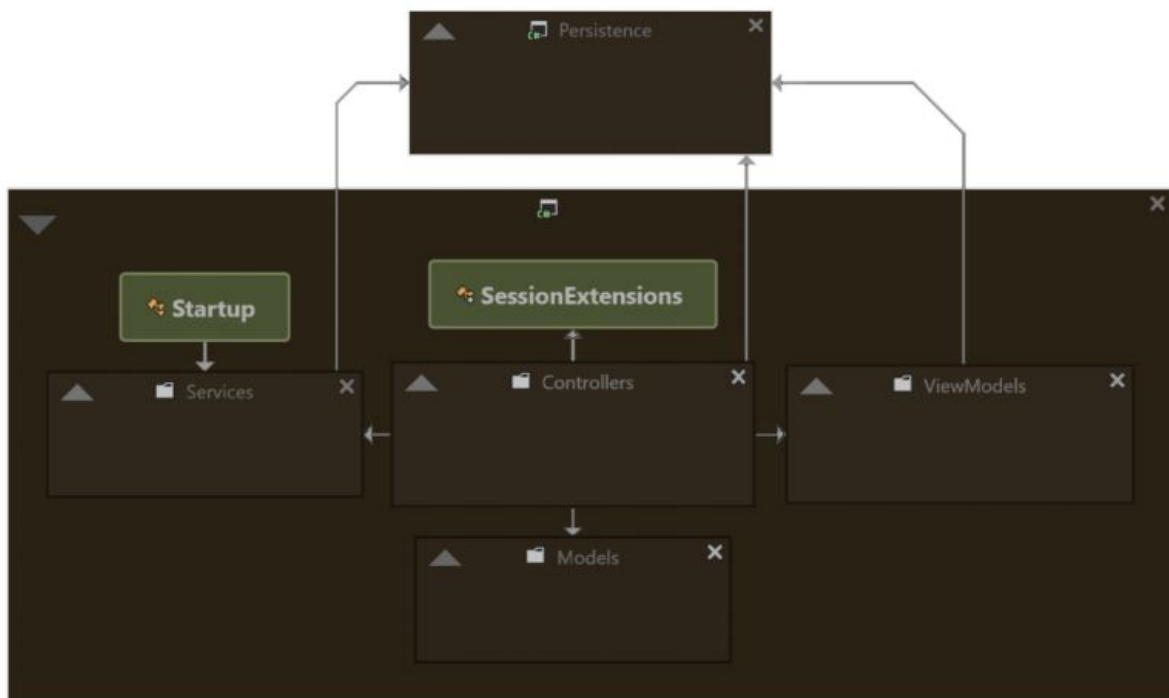 Persistence
Startup
SessionExtensions
Services
Controllers
ViewModels
Models